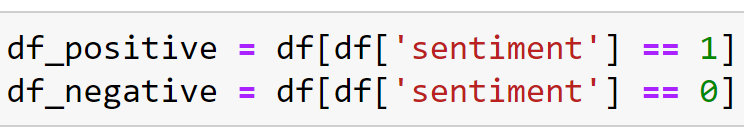 df_positive = df[df['sentiment'] == 1]
df_negative = df[df['sentiment'] == 0]